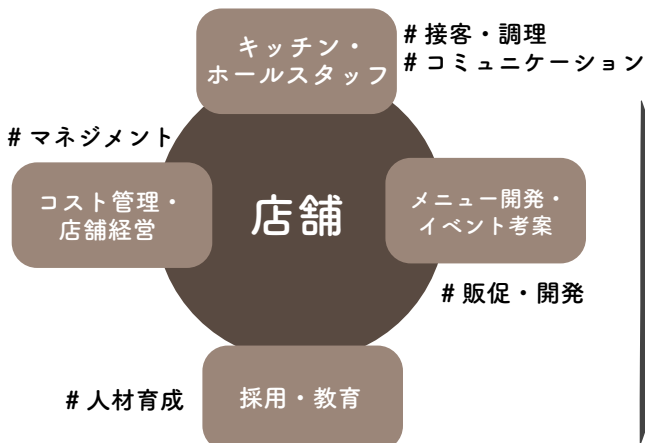 キッチン・
ホールスタッフ
# 接客・調理
# コミュニケーション
# マネジメント
コスト管理・
店舗経営
店舗
メニュー開発・
イベント考案
# 販促・開発
# 人材育成
採用・教育